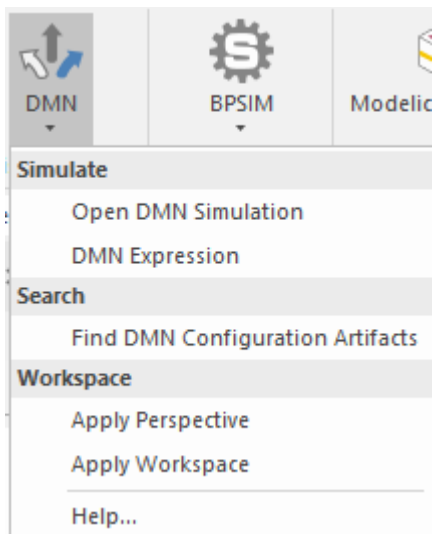 DMN
BPSIM
Modelic
Simulate
Open DMN Simulation
DMN Expression
Search
Find DMN Configuration Artifacts
Workspace
Apply Perspective
Apply Workspace
Help...